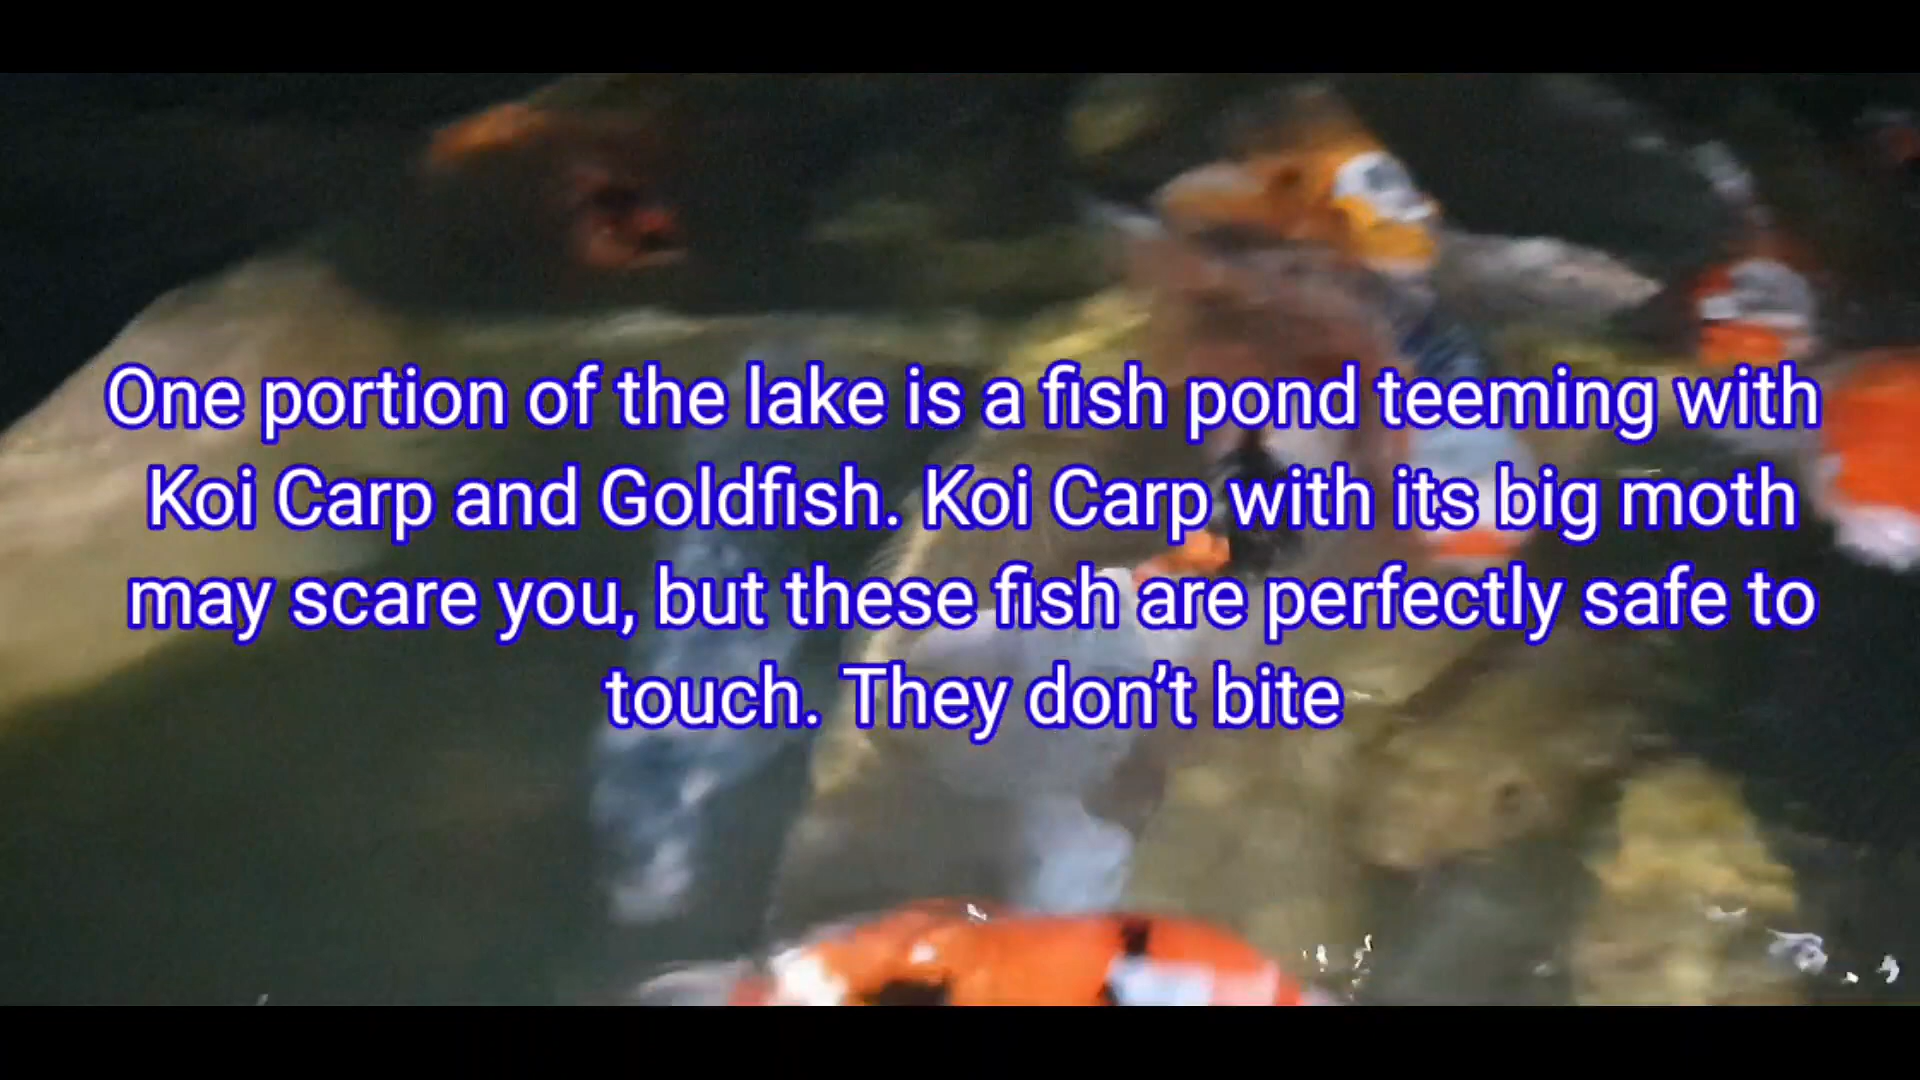 One portion of the lake is a fish pond teeming with
Koi Carp and Goldfish. Koi Carp with its big moth
may scare you, but these fish are perfectly safe to
touch. They don’t bite